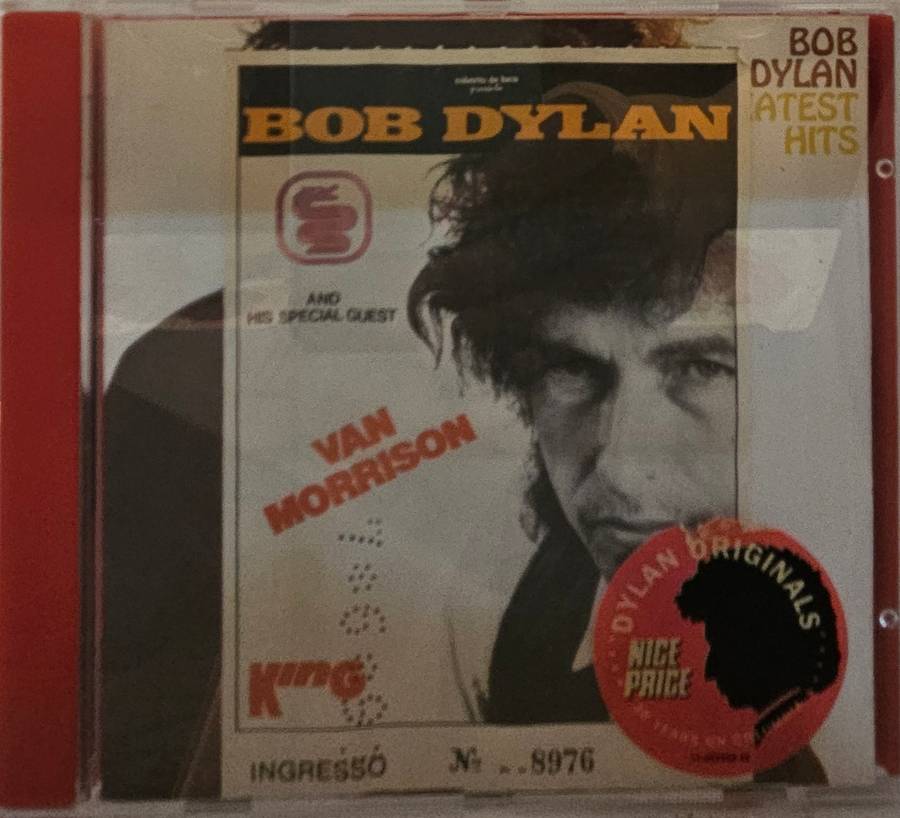 BOB
DYLAN
ATEST
HITS
BOB DYLAN
AND
HIS SPECIAL GUEST
VAN
MORRISON
King
DYLAN ORIGINALS
NICE
PRICE
INGRESSO
№ 8976